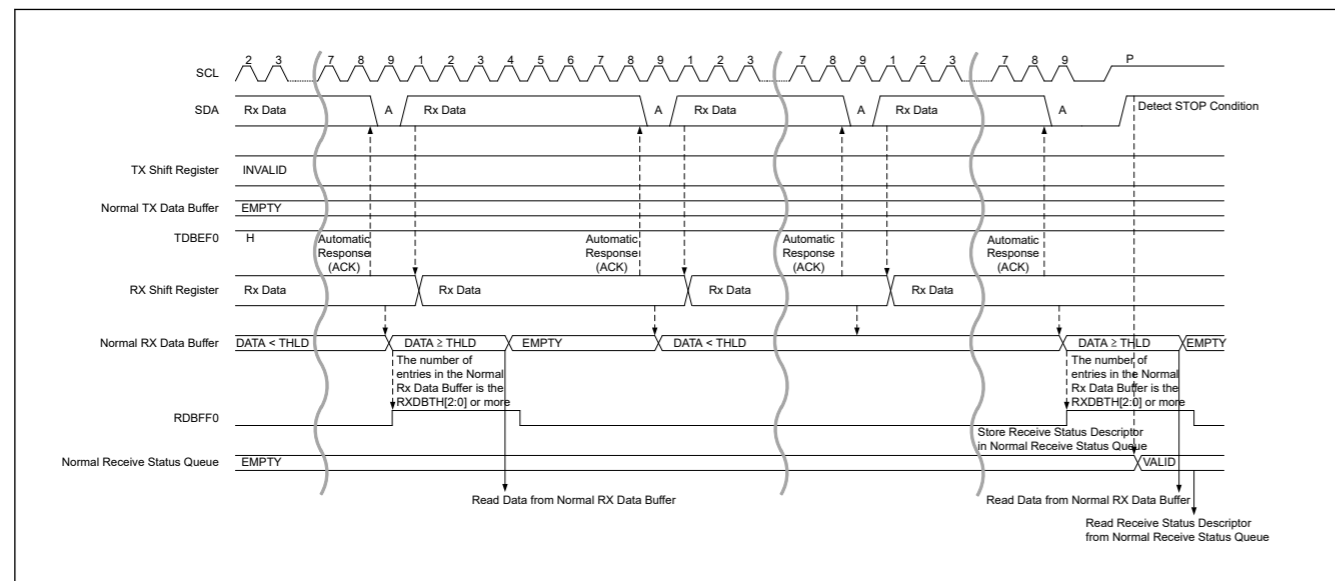 SCL 2 3 7 8 9 1 2 3 4 5 6 7 8 9 1 2 3 7 8 9 1 2 3 7 8 9 P
SDA Rx Data A Rx Data A Rx Data A Rx Data A Detect STOP Condition
TX Shift Register INVALID
Normal TX Data Buffer EMPTY
TDBEF0 H
Automatic
Response
(ACK)
Automatic
Response
(ACK)
Automatic
Response
(ACK)
Automatic
Response
(ACK)
RX Shift Register Rx Data Rx Data Rx Data Rx Data
Normal RX Data Buffer DATA < THLD DATA ≥ THLD EMPTY DATA < THLD DATA ≥ THLD EMPTY
The number of
entries in the Normal
Rx Data Buffer is the
RXDBTH[2:0] or more
The number of
entries in the Normal
Rx Data Buffer is the
RXDBTH[2:0] or more
RDBFF0
Store Receive Status Descriptor
in Normal Receive Status Queue
Normal Receive Status Queue EMPTY VALID
Read Data from Normal RX Data Buffer
Read Data from Normal RX Data Buffer
Read Receive Status Descriptor
from Normal Receive Status Queue